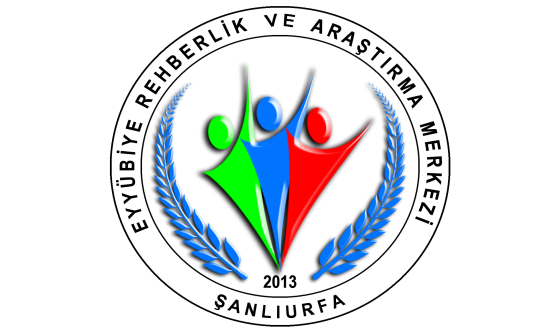 EYYÜBİYE REHBERLİK VE ARAŞTIRMA MERKEZİ
2013
ŞANLIURFA